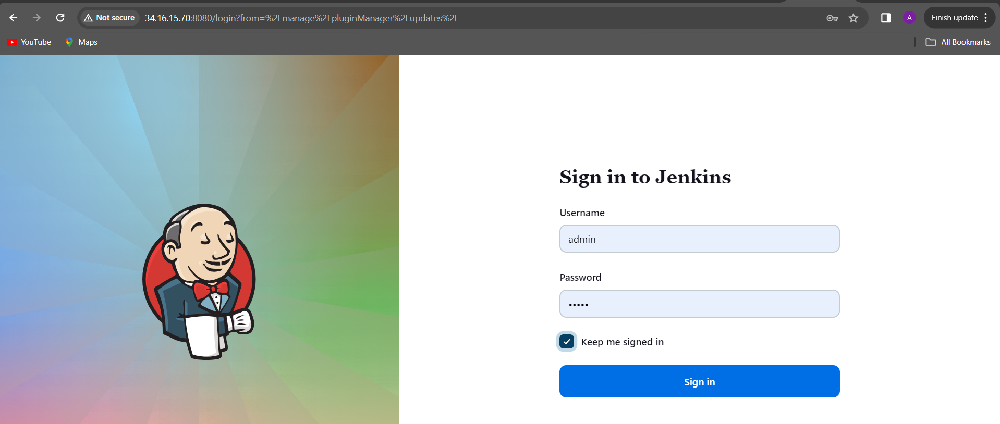 Not secure 34.16.15.70:8080/login?from=%2Fmanage%2FpluginManager%2Fupdates%2F A Finish update
YouTube Maps All Bookmarks
Sign in to Jenkins
Username
admin
Password
•••••
Keep me signed in
Sign in